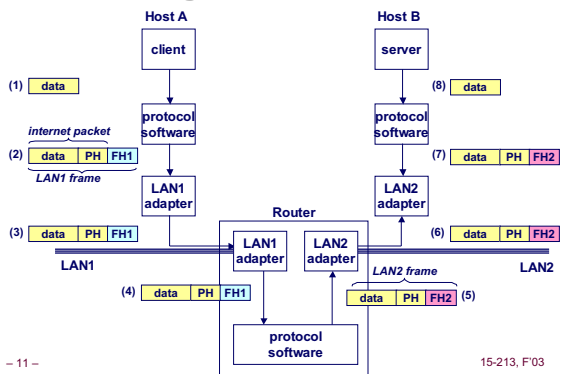 Host A
Host B
client
server
(1) data
(8) data
protocol
software
protocol
software
internet packet
(2) data PH FH1
LAN1 frame
(7) data PH FH2
LAN1
adapter
LAN2
adapter
Router
(3) data PH FH1
(6) data PH FH2
LAN1
adapter
LAN2
adapter
LAN1
LAN2
LAN2 frame
(4) data PH FH1
data PH FH2 (5)
protocol
software
– 11 –
15-213, F'03